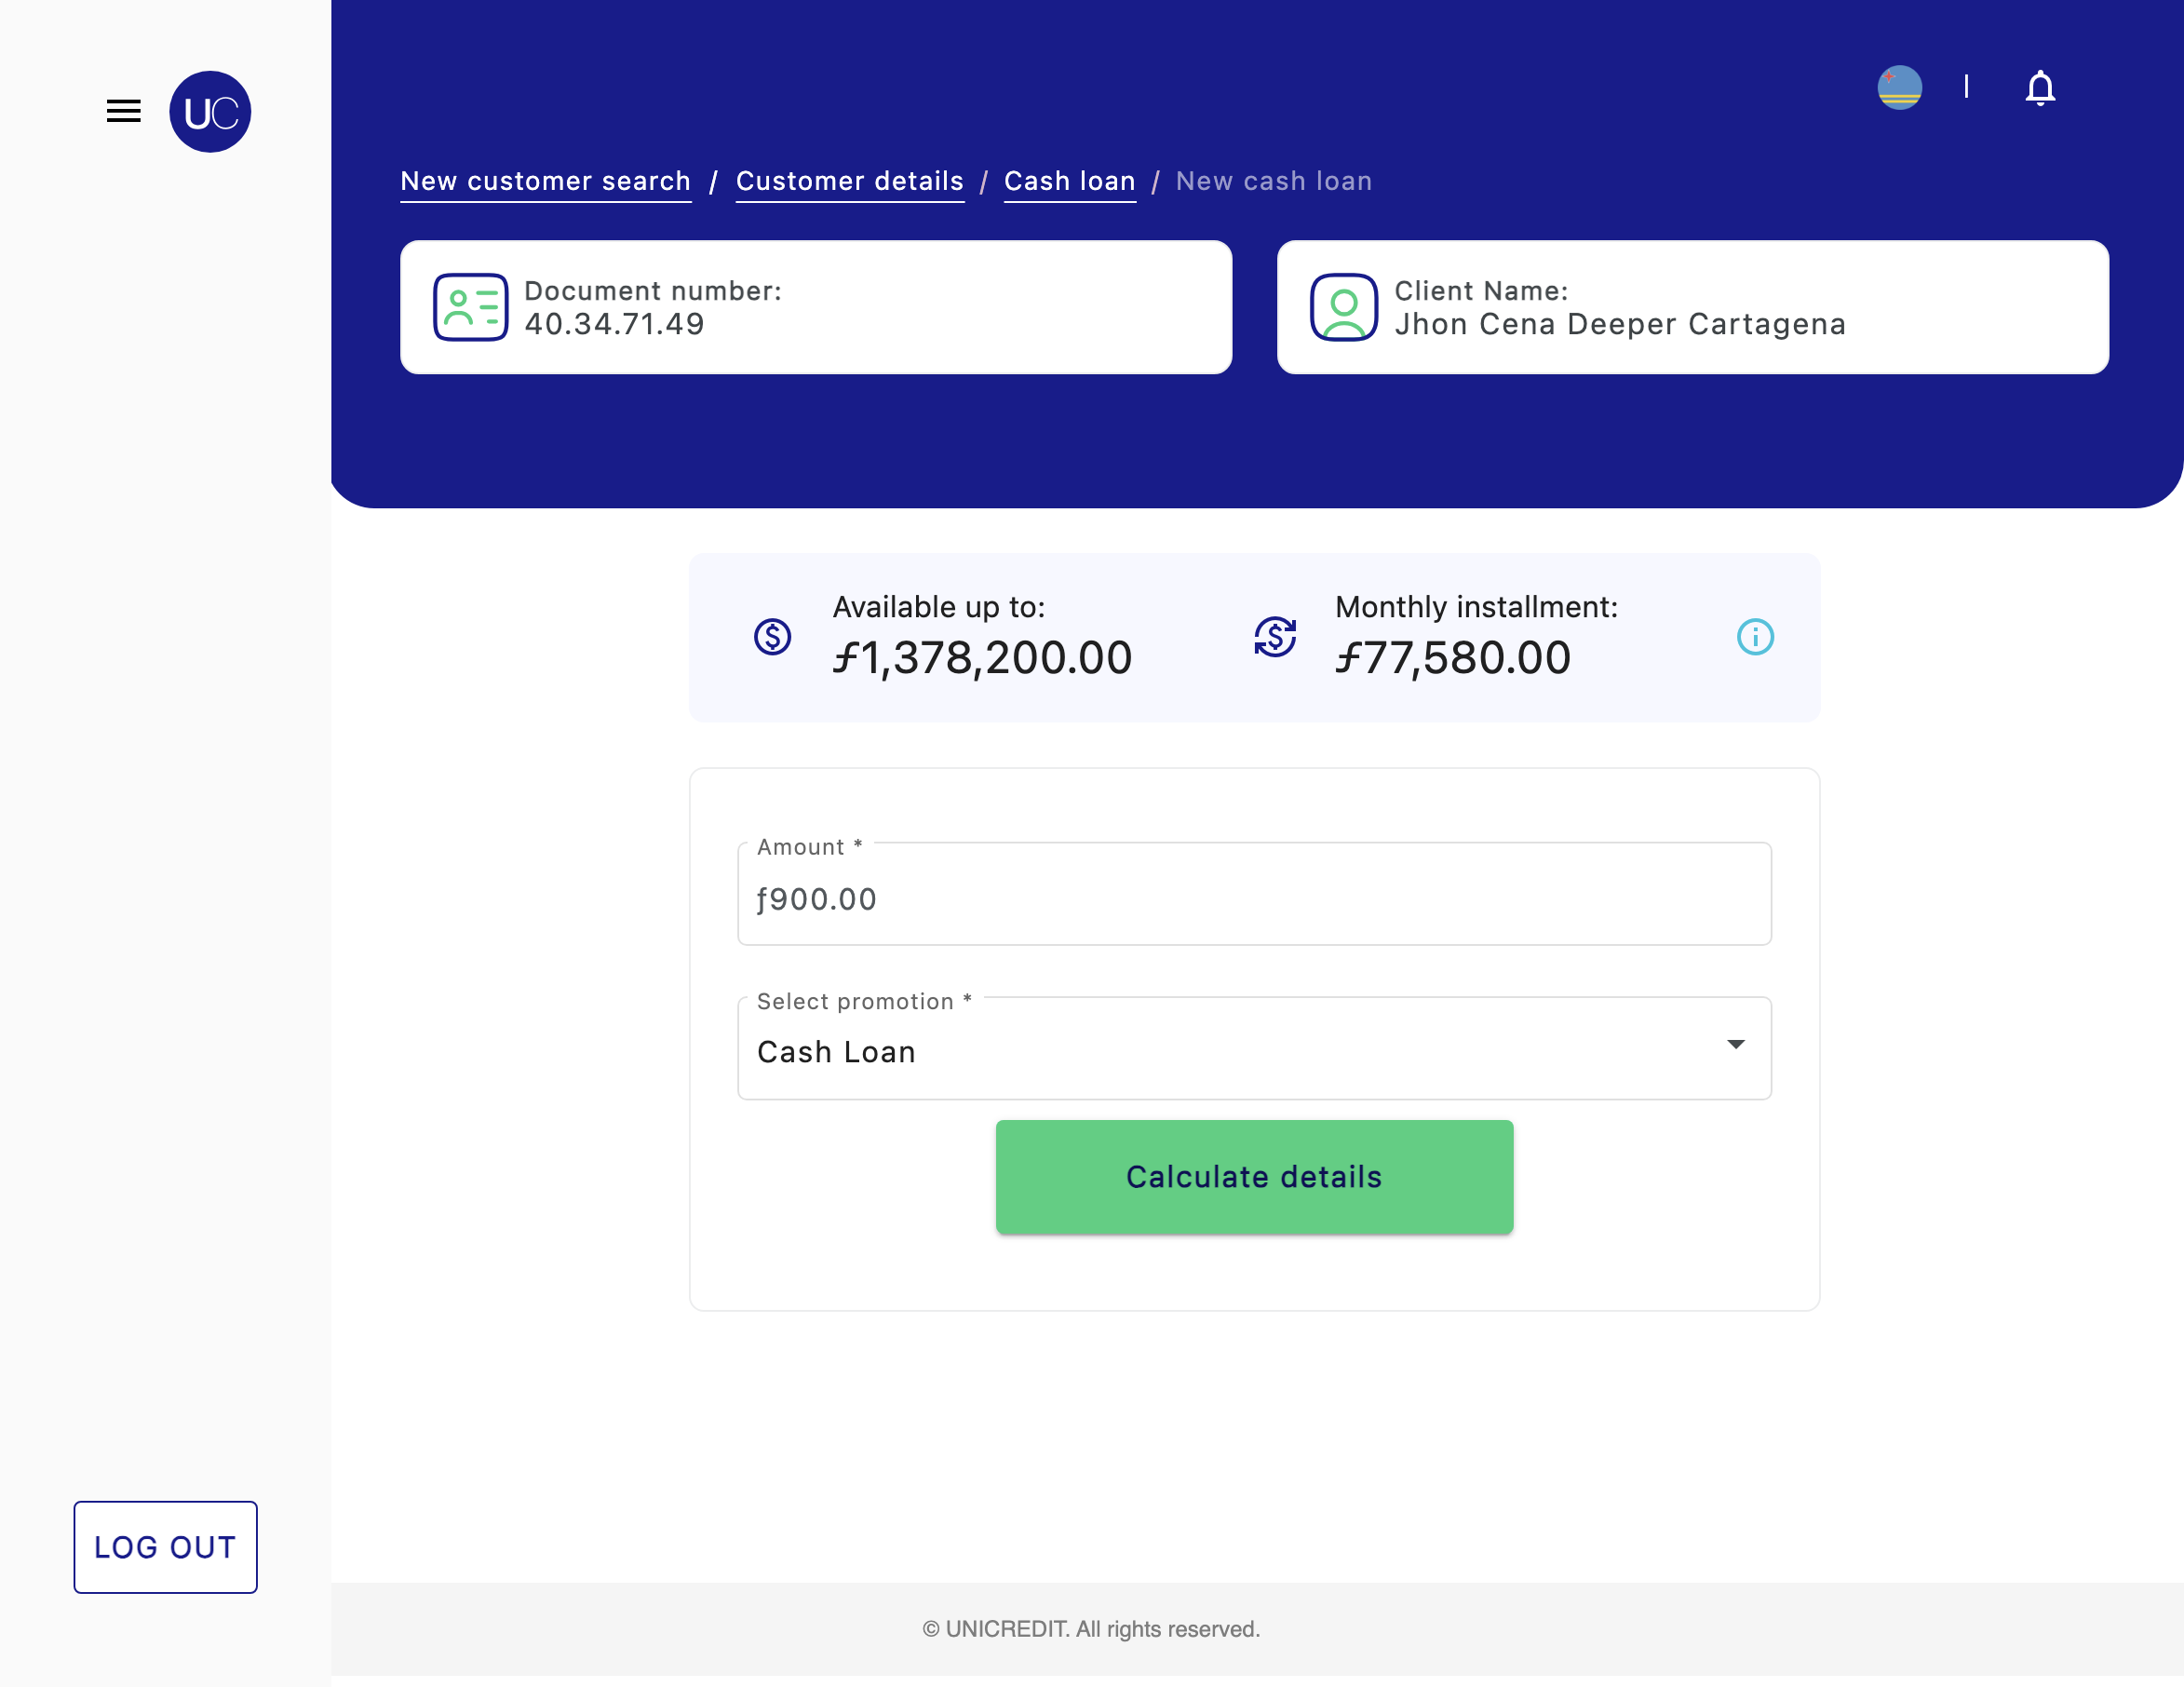 UC
New customer search / Customer details / Cash loan / New cash loan
Document number:
40.34.71.49
Client Name:
Jhon Cena Deeper Cartagena
Available up to:
ƒ1,378,200.00
Monthly installment:
ƒ77,580.00
Amount *
ƒ900.00
Select promotion *
Cash Loan
Calculate details
LOG OUT
© UNICREDIT. All rights reserved.